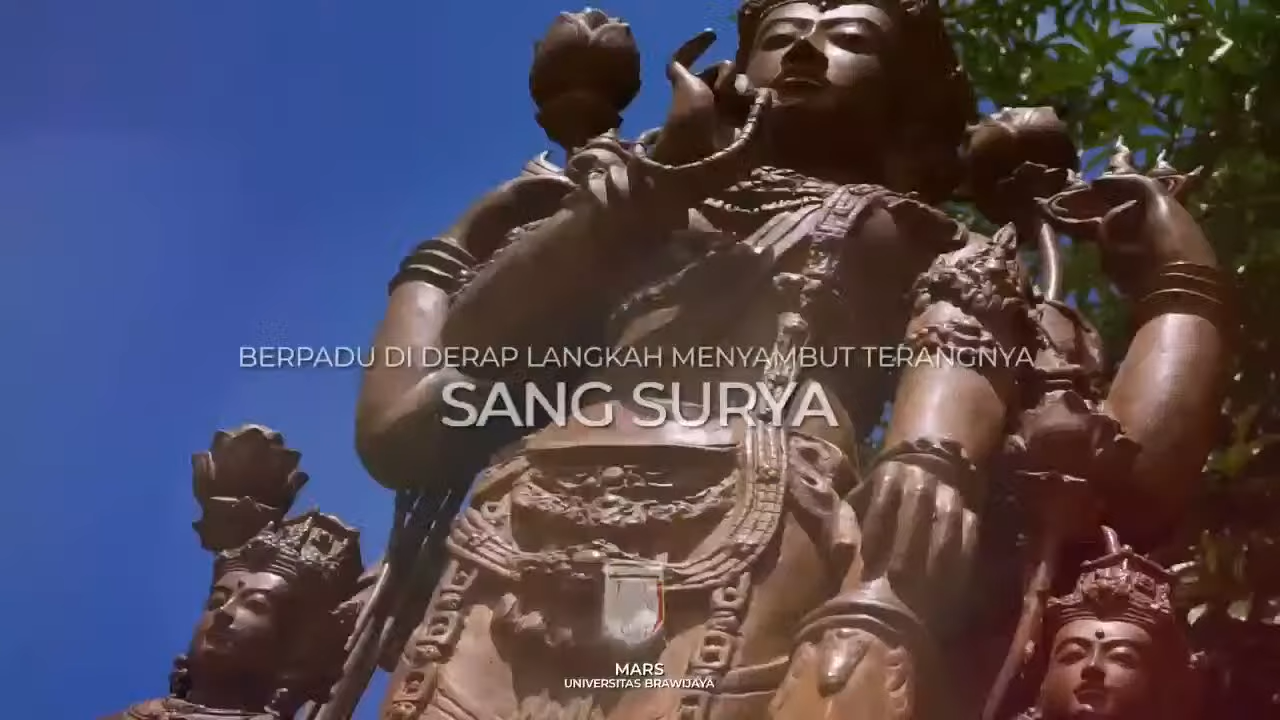 BERPADU DI DERAP LANGKAH MENYAMBUT TERANGNYA
SANG SURYA
MARS
UNIVERSITAS BRAWIJAYA